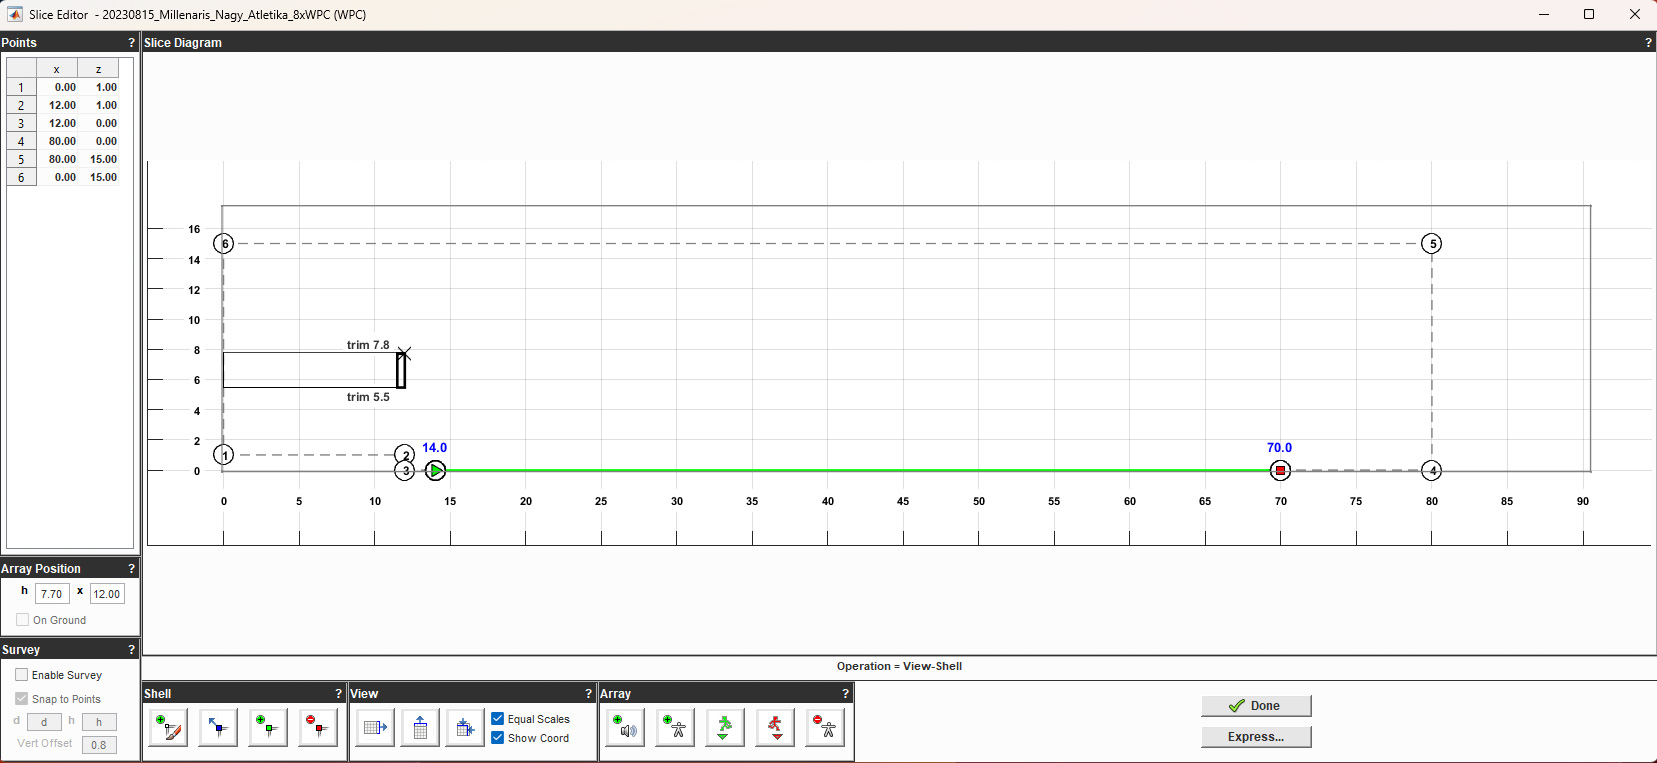 Slice Editor - 20230815_Millenaris_Nagy_Atletika_8xWPC (WPC)
Points ?
x z
1 0.00 1.00
2 12.00 1.00
3 12.00 0.00
4 80.00 0.00
5 80.00 15.00
6 0.00 15.00
Array Position ?
h 7.70 x 12.00
On Ground
Survey ?
Enable Survey
Snap to Points
d d h h
Vert Offset 0.8
Slice Diagram ?
16
6 5
14
12
10
trim 7.8
8
6
trim 5.5
4
2 14.0 70.0
1 2
0 3 4
0 5 10 15 20 25 30 35 40 45 50 55 60 65 70 75 80 85 90
Operation = View-Shell
Shell ? View ? Array ?
Equal Scales
Show Coord
Done
Express...